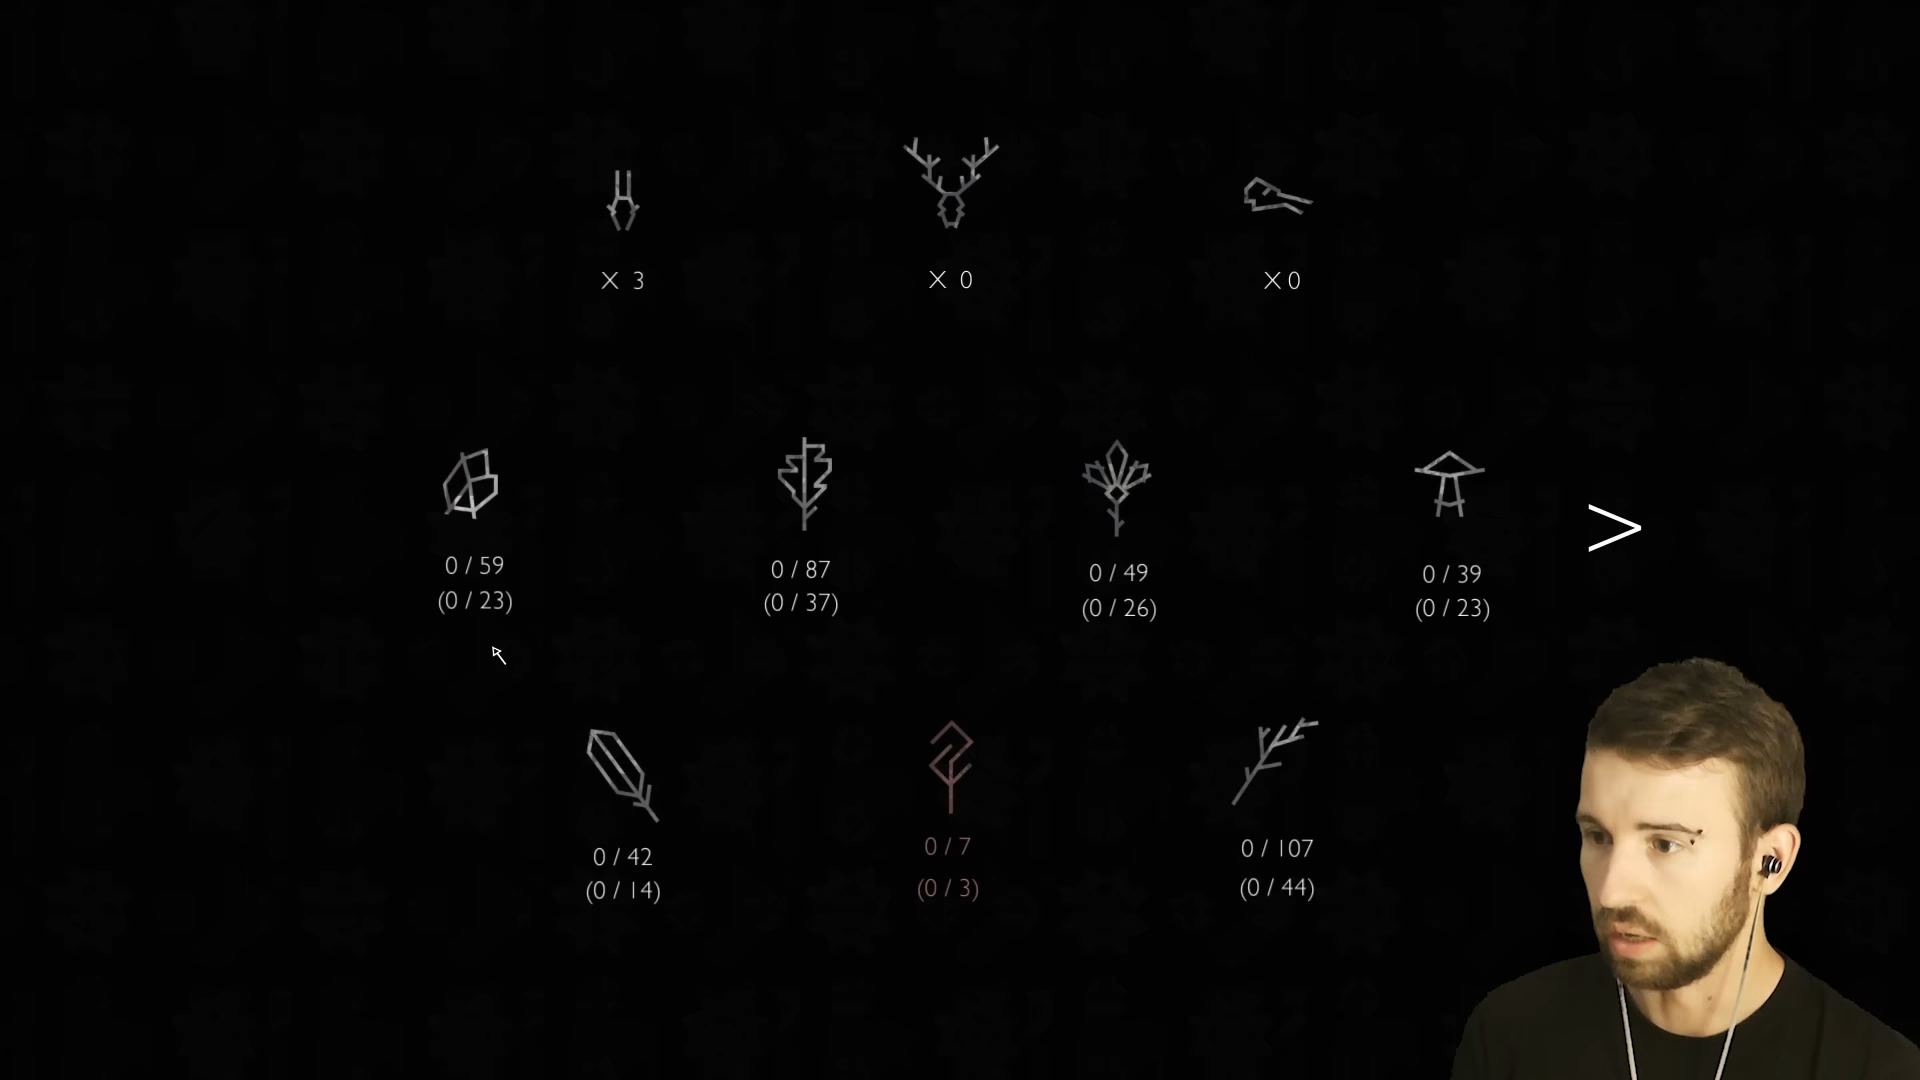 X 3
X 0
X 0
0 / 59
(0 / 23)
0 / 87
(0 / 37)
0 / 49
(0 / 26)
0 / 39
(0 / 23)
>
0 / 42
(0 / 14)
0 / 7
(0 / 3)
0 / 107
(0 / 44)